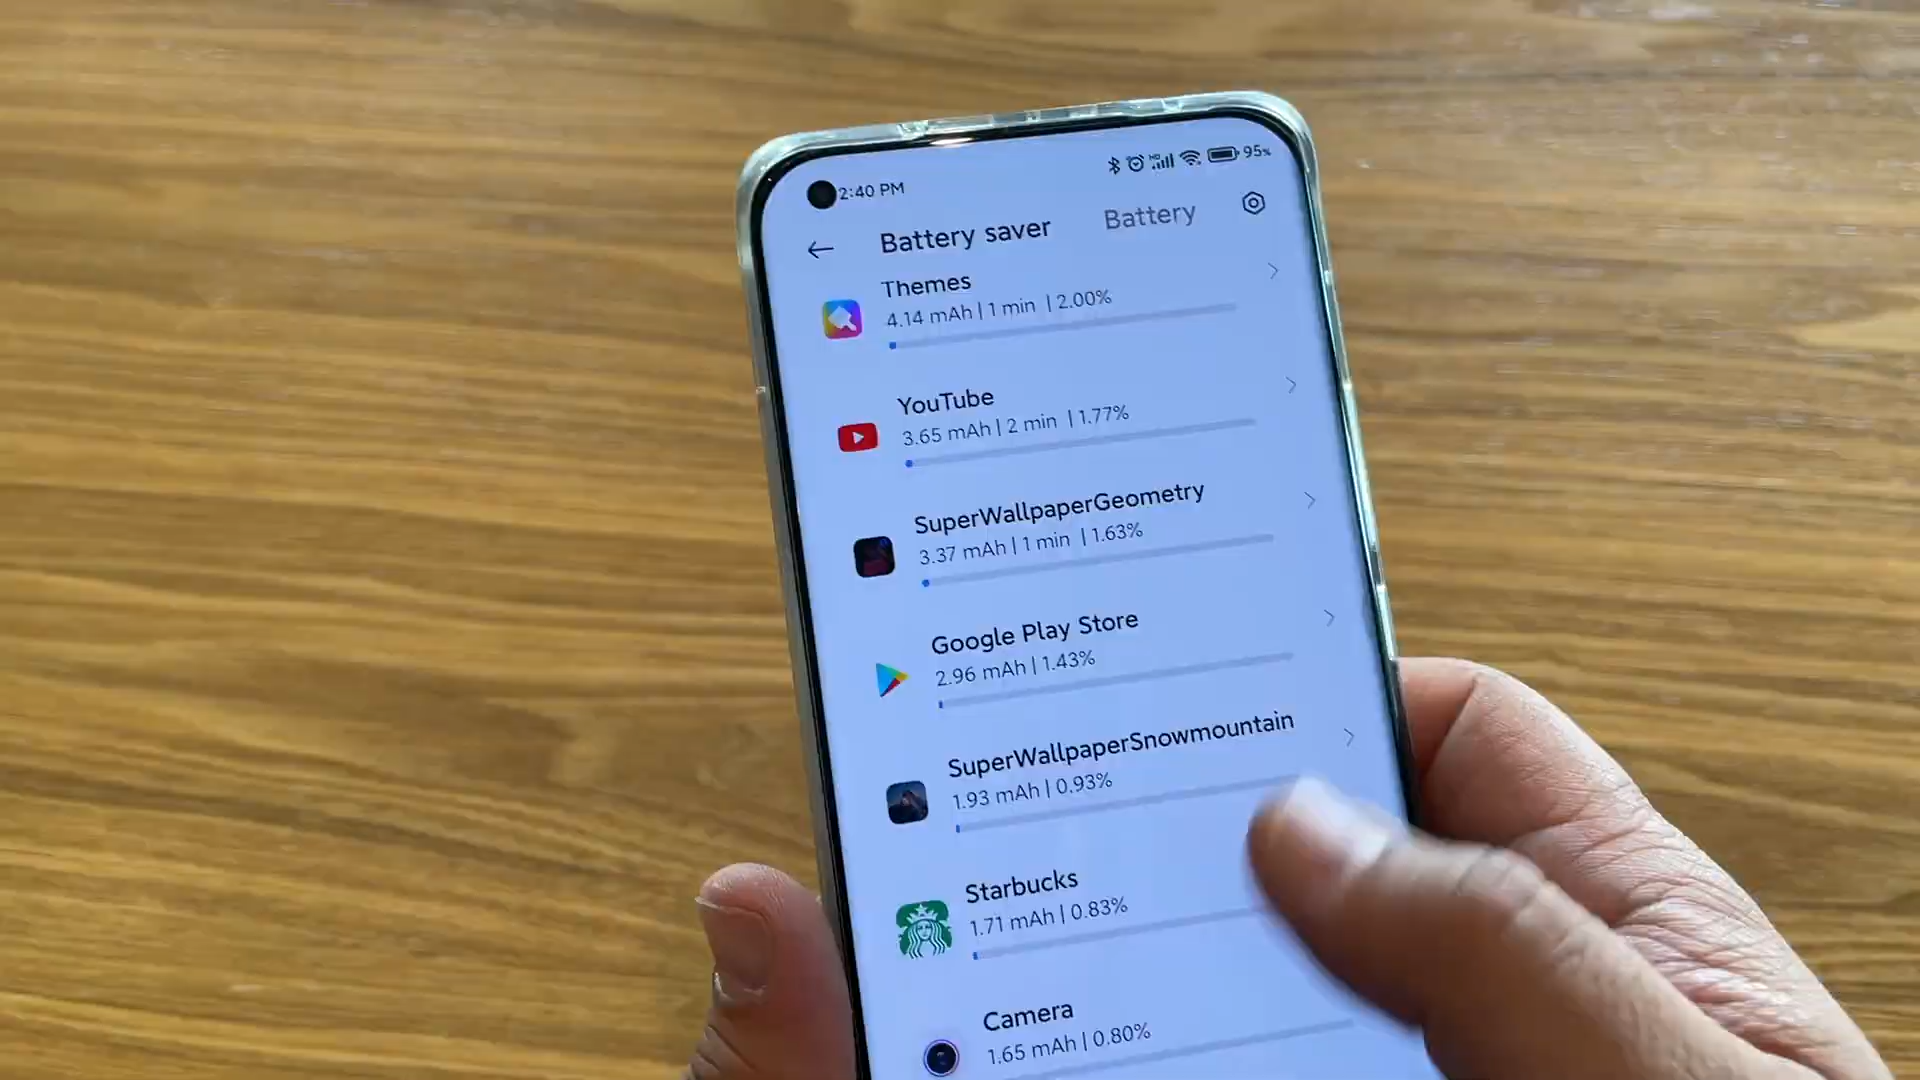 2:40 PM
HD
95%
Battery saver
Battery
Themes
4.14 mAh | 1 min | 2.00%
YouTube
3.65 mAh | 2 min | 1.77%
SuperWallpaperGeometry
3.37 mAh | 1 min | 1.63%
Google Play Store
2.96 mAh | 1.43%
SuperWallpaperSnowmountain
1.93 mAh | 0.93%
Starbucks
1.71 mAh | 0.83%
Camera
1.65 mAh | 0.80%